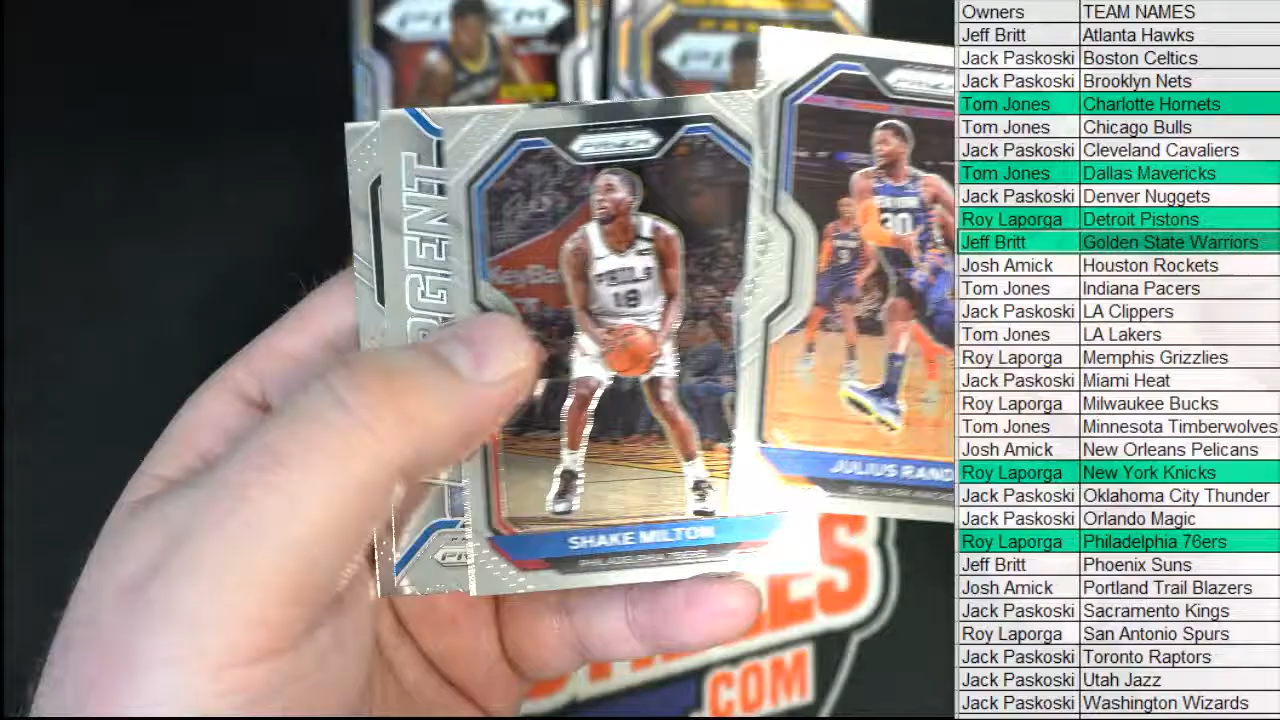 PRIZM
PRIZM
PRIZM
SHAKE MILTON
PHILADELPHIA 76ERS
18
20
JULIUS RAND
COM
Owners TEAM NAMES
Jeff Britt Atlanta Hawks
Jack Paskoski Boston Celtics
Jack Paskoski Brooklyn Nets
Tom Jones Charlotte Hornets
Tom Jones Chicago Bulls
Jack Paskoski Cleveland Cavaliers
Tom Jones Dallas Mavericks
Jack Paskoski Denver Nuggets
Roy Laporga Detroit Pistons
Jeff Britt Golden State Warriors
Josh Amick Houston Rockets
Tom Jones Indiana Pacers
Jack Paskoski LA Clippers
Tom Jones LA Lakers
Roy Laporga Memphis Grizzlies
Jack Paskoski Miami Heat
Roy Laporga Milwaukee Bucks
Tom Jones Minnesota Timberwolves
Josh Amick New Orleans Pelicans
Roy Laporga New York Knicks
Jack Paskoski Oklahoma City Thunder
Jack Paskoski Orlando Magic
Roy Laporga Philadelphia 76ers
Jeff Britt Phoenix Suns
Josh Amick Portland Trail Blazers
Jack Paskoski Sacramento Kings
Roy Laporga San Antonio Spurs
Jack Paskoski Toronto Raptors
Jack Paskoski Utah Jazz
Jack Paskoski Washington Wizards